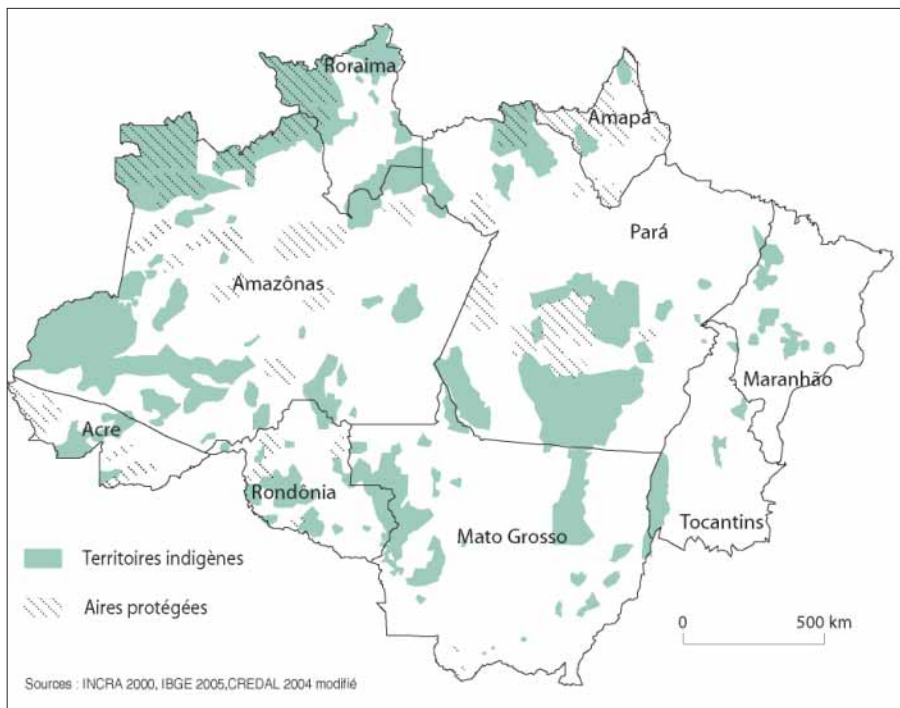 Roraima
Amapá
Pará
Amazônas
Maranhão
Acre
Rondônia
Tocantins
Mato Grosso
Territoires indigènes
Aires protégées
0 500 km
Sources : INCRA 2000, IBGE 2005,CREDAL 2004 modifié